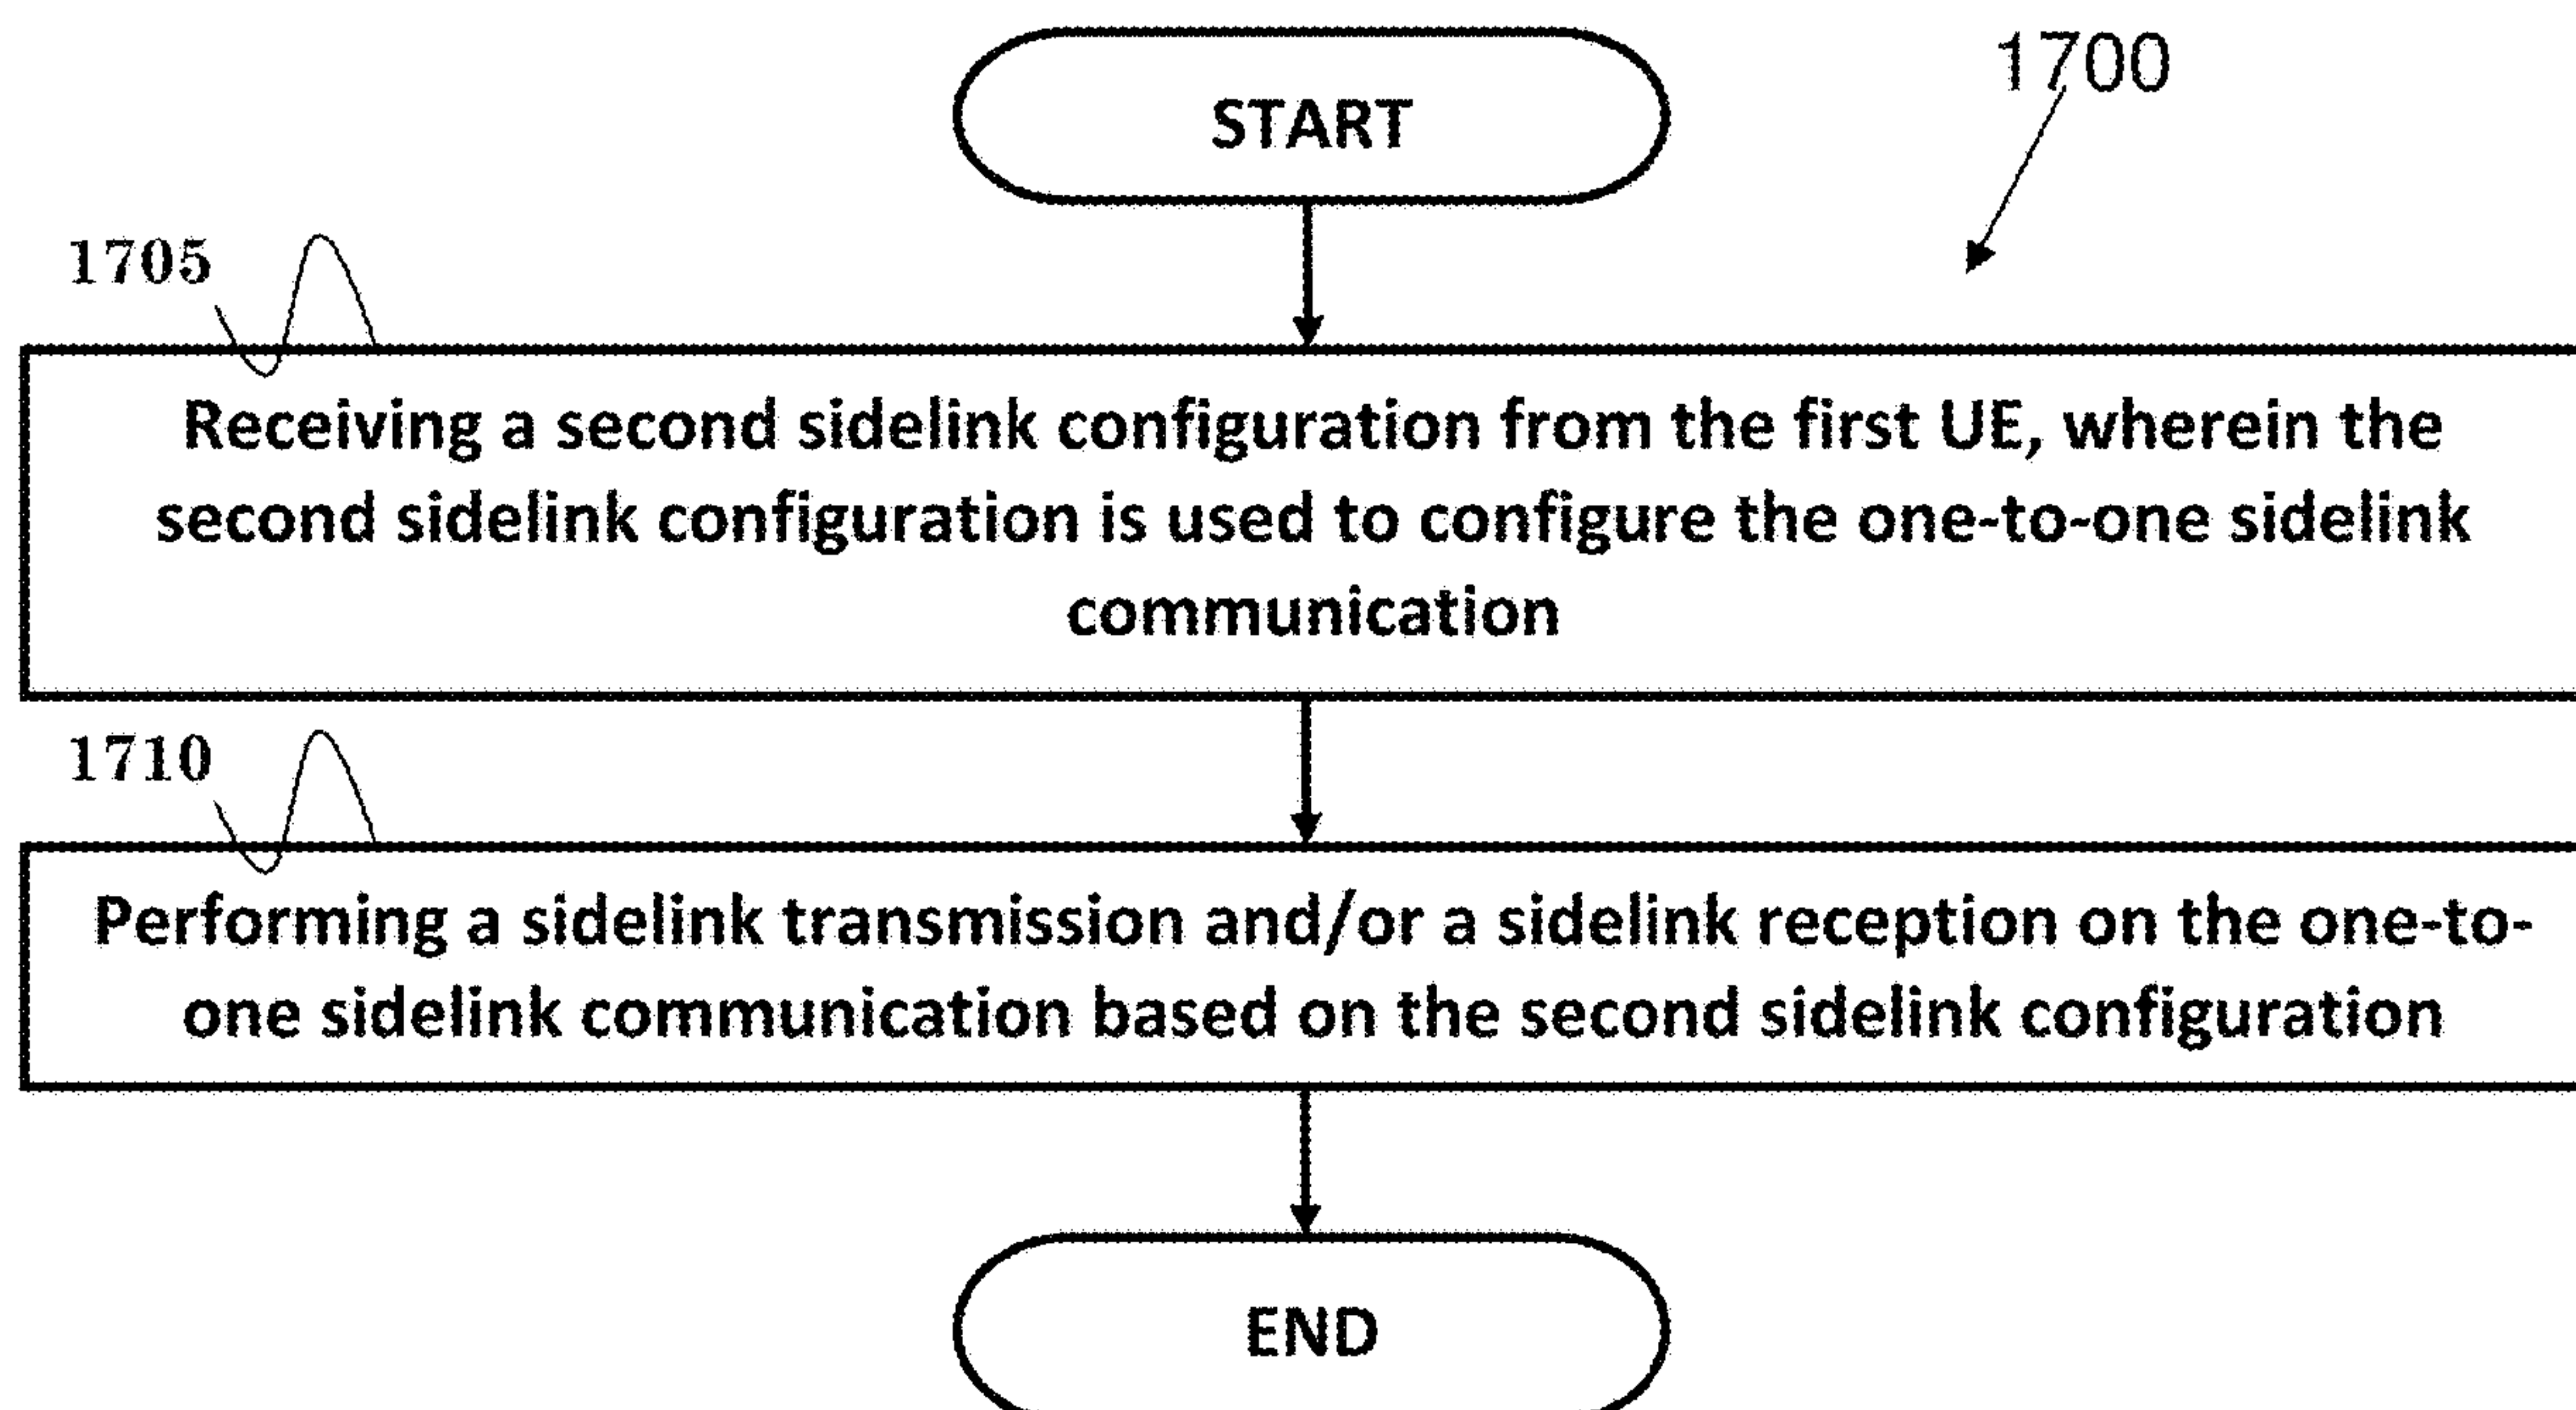 START
1700
1705
Receiving a second sidelink configuration from the first UE, wherein the
second sidelink configuration is used to configure the one-to-one sidelink
communication
1710
Performing a sidelink transmission and/or a sidelink reception on the one-to-
one sidelink communication based on the second sidelink configuration
END